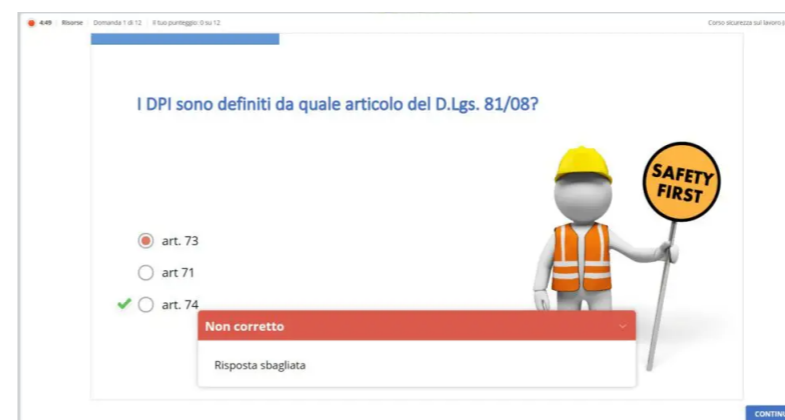 4:49 Risorse Domanda 1 di 12 Il tuo punteggio: 0 su 12 Corso sicurezza sul lavoro
I DPI sono definiti da quale articolo del D.Lgs. 81/08?
SAFETY
FIRST
art. 73
art 71
art. 74
Non corretto
Risposta sbagliata
CONTINU